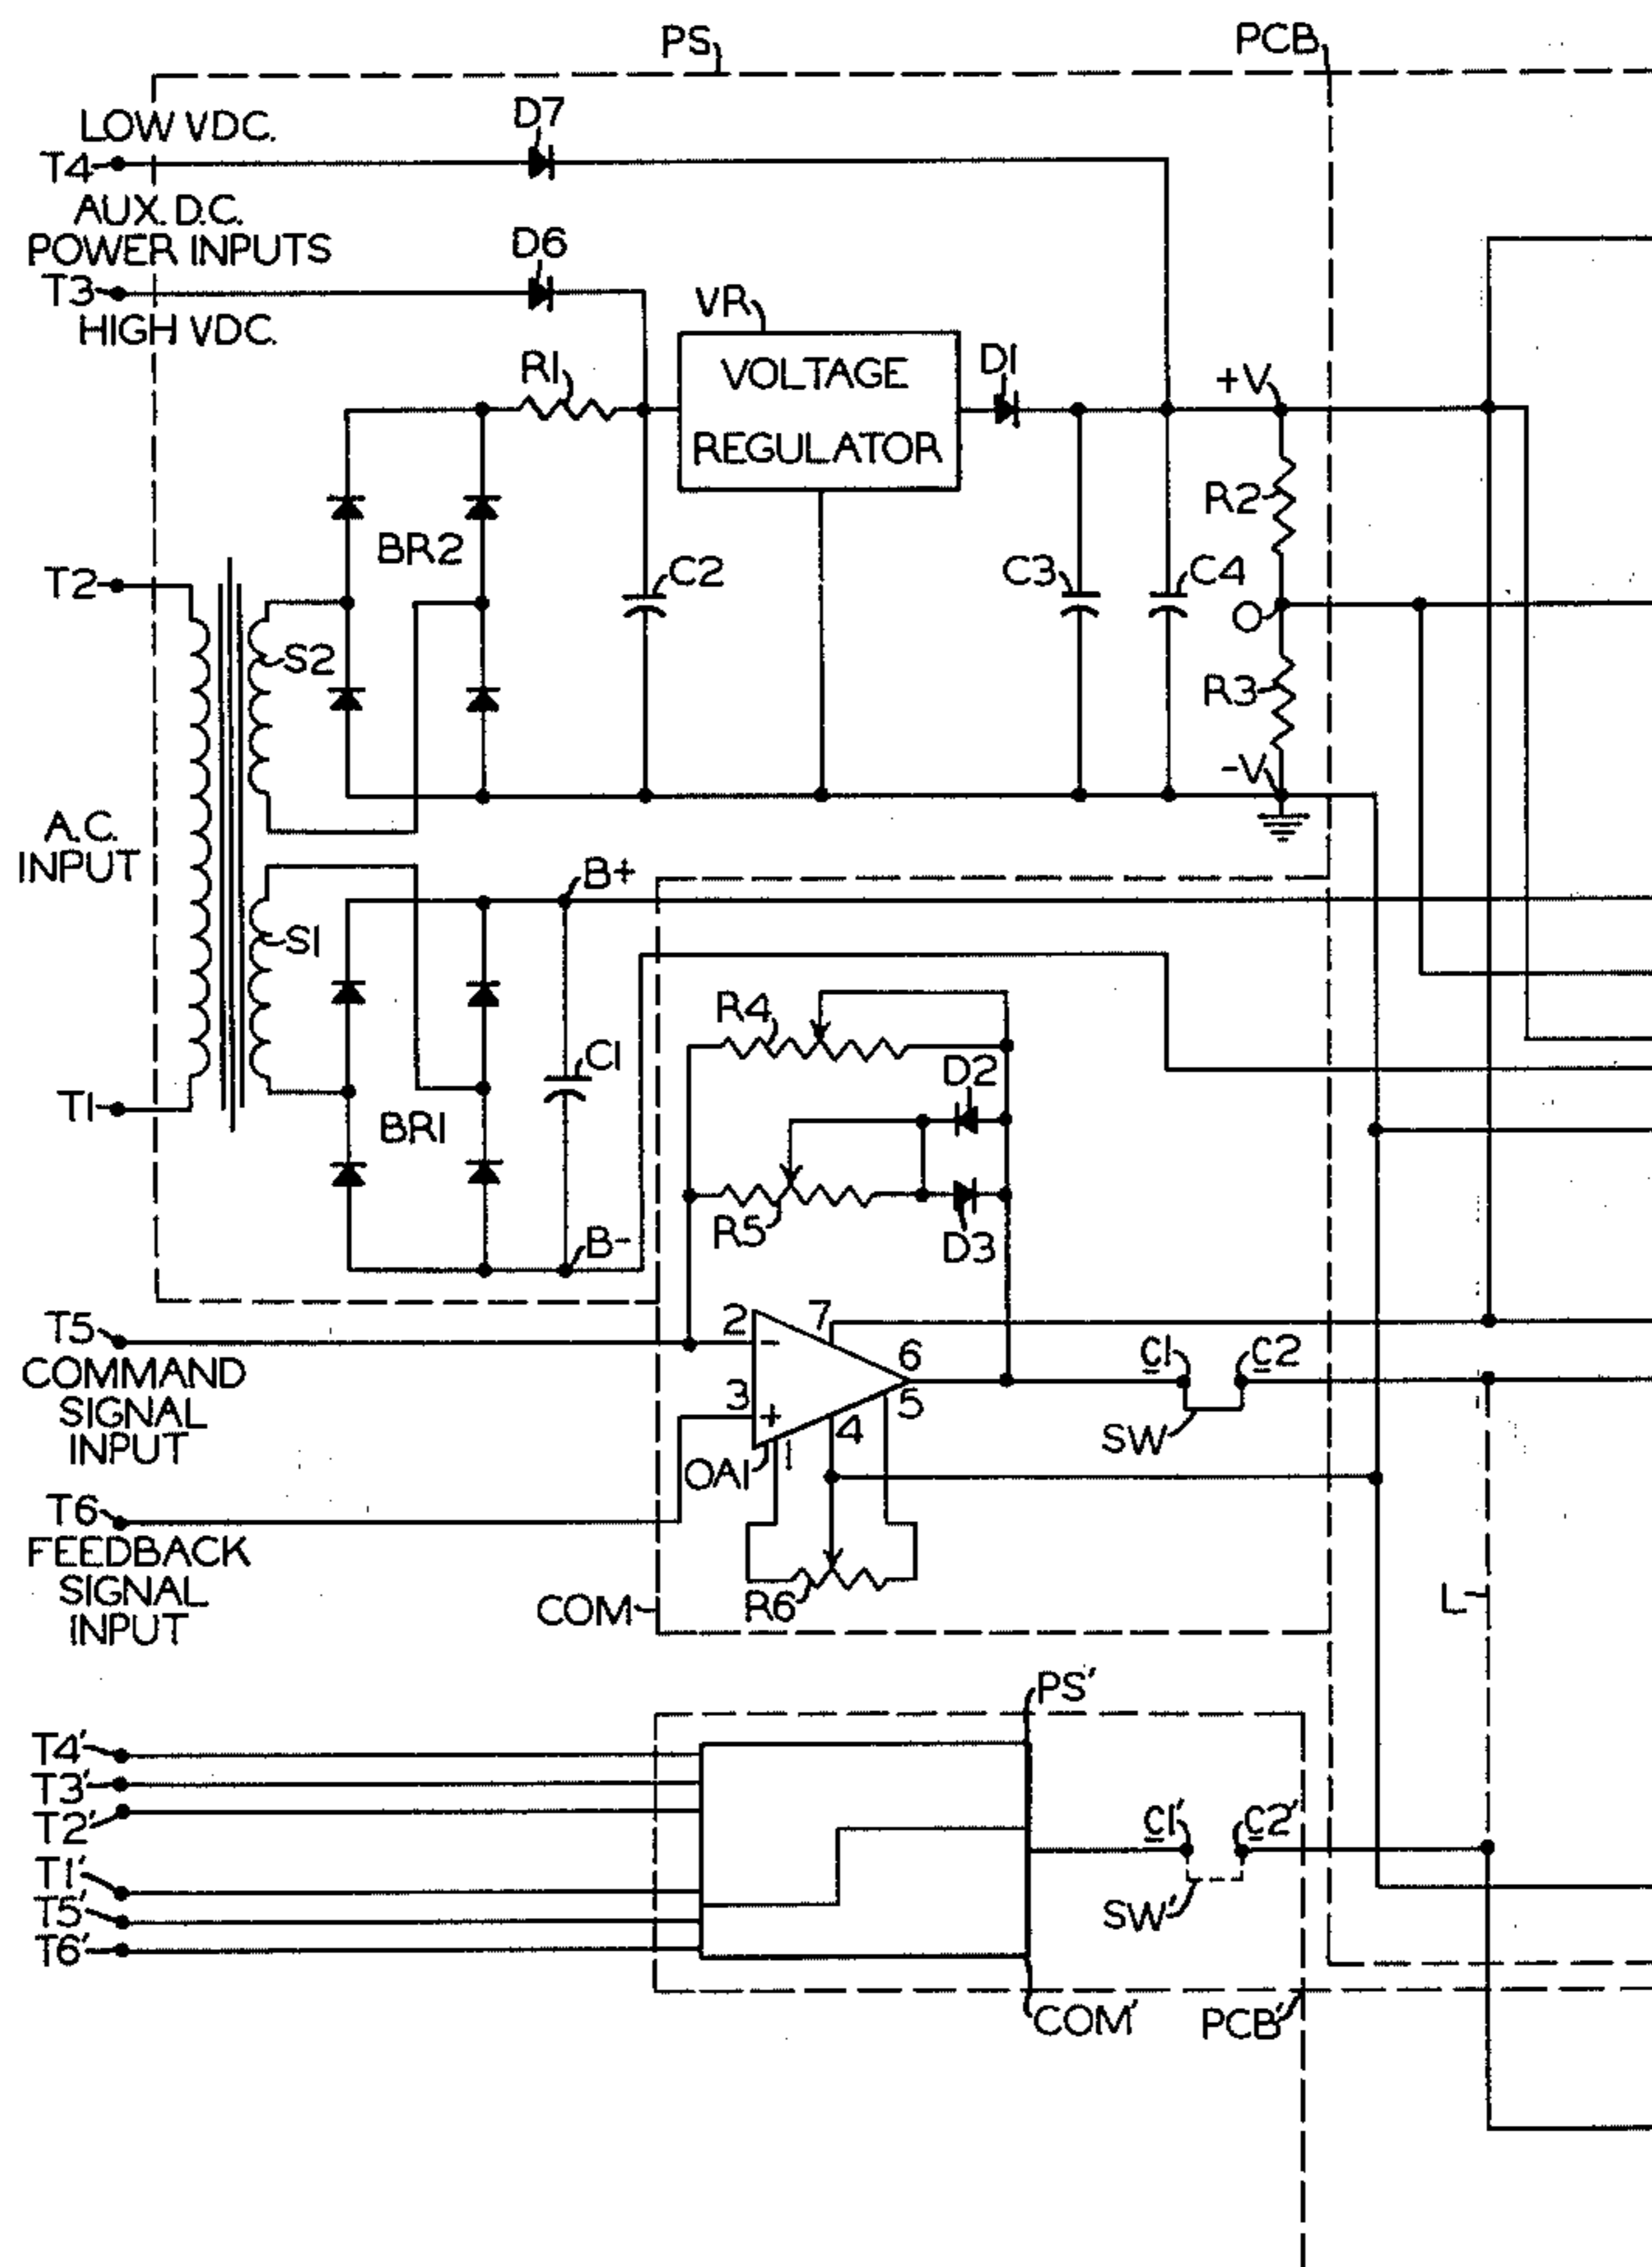 PS
PCB
LOW VDC.
D7
T4
AUX. D.C.
POWER INPUTS
D6
T3
HIGH VDC.
VR
VOLTAGE
REGULATOR
R1
D1
+V
R2
BR2
T2
C2
C3
C4
O
S2
R3
-V
A.C.
INPUT
B+
S1
R4
C1
D2
T1
BR1
R5
D3
B-
T5
COMMAND
SIGNAL
INPUT
2
-
7
6
3
+
5
4
1
OA1
c1
c2
SW
T6
FEEDBACK
SIGNAL
INPUT
COM
R6
L
PS'
T4'
T3'
T2'
T1'
T5'
T6'
c1'
c2'
SW'
COM'
PCB'